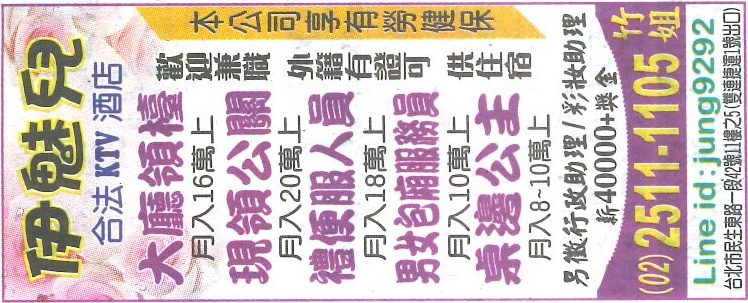 本公司享有勞健保
伊魅兒
合法KTV酒店
歡迎兼職 外籍有證可 供住宿
大廳領檯
月入16萬上
現領公關
月入20萬上
禮便服人員
月入18萬上
男女包廂服務員
月入10萬上
桌邊公主
月入8~10萬上
另徵行政助理/彩妝助理
薪40000+獎金
(02)2511-1105 竹姐
Line id:jung9292
台北市民生東路一段42號11樓之5(雙連捷運1號出口)